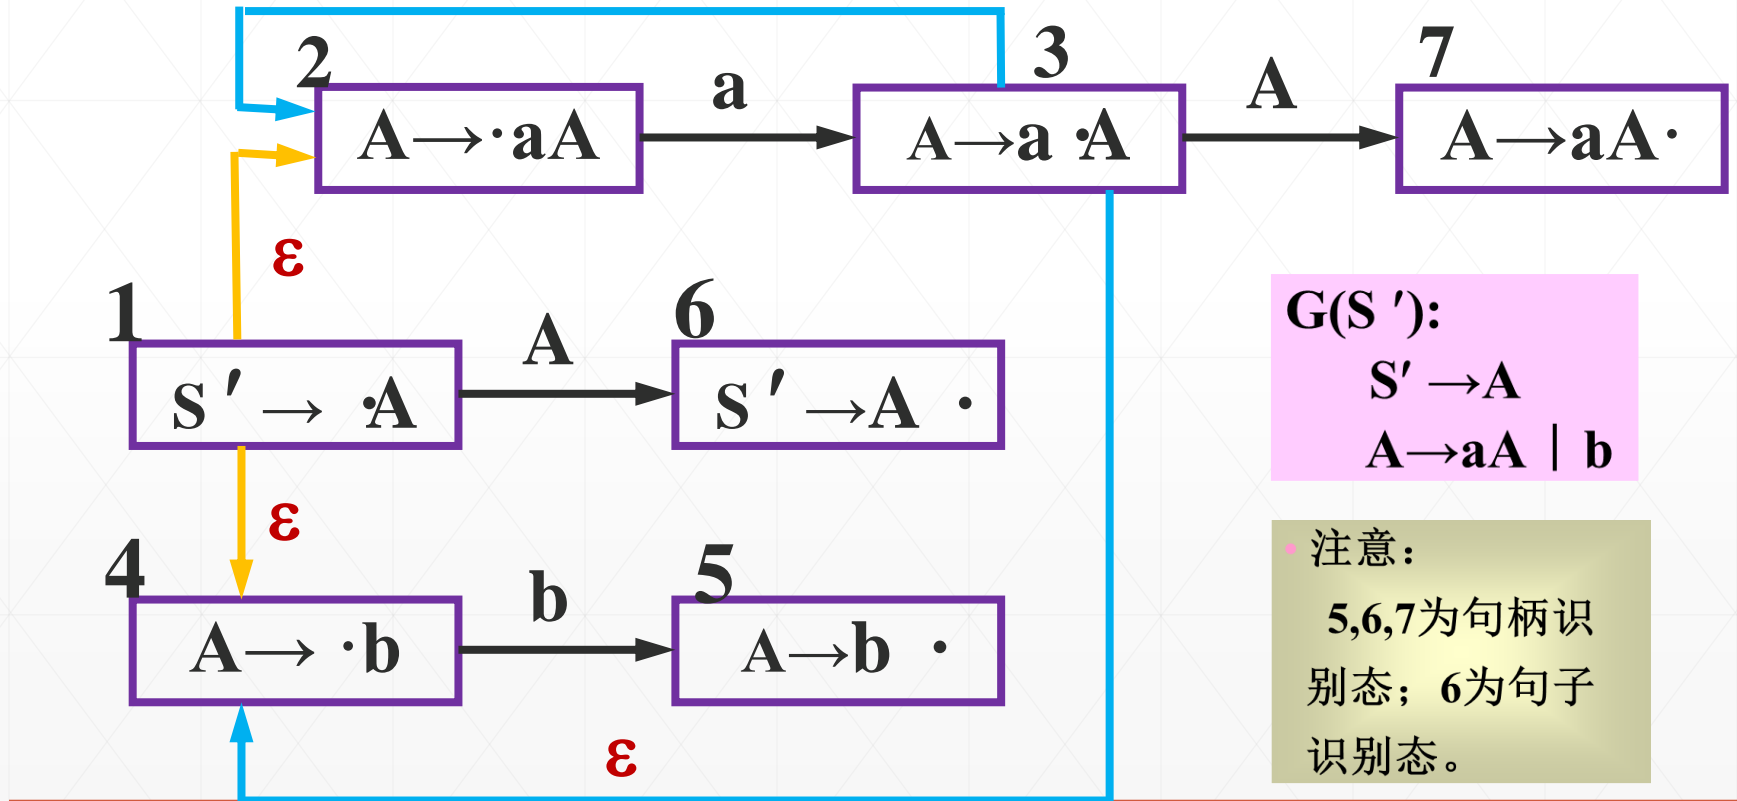 2
3
7
a
A
A→·aA
A→a·A
A→aA·
ε
1
6
A
S′→ ·A
S′→A ·
G(S′):
S′→A
A→aA | b
ε
4
5
b
A→ ·b
A→b ·
ε
• 注意：
5,6,7为句柄识
别态；6为句子
识别态。